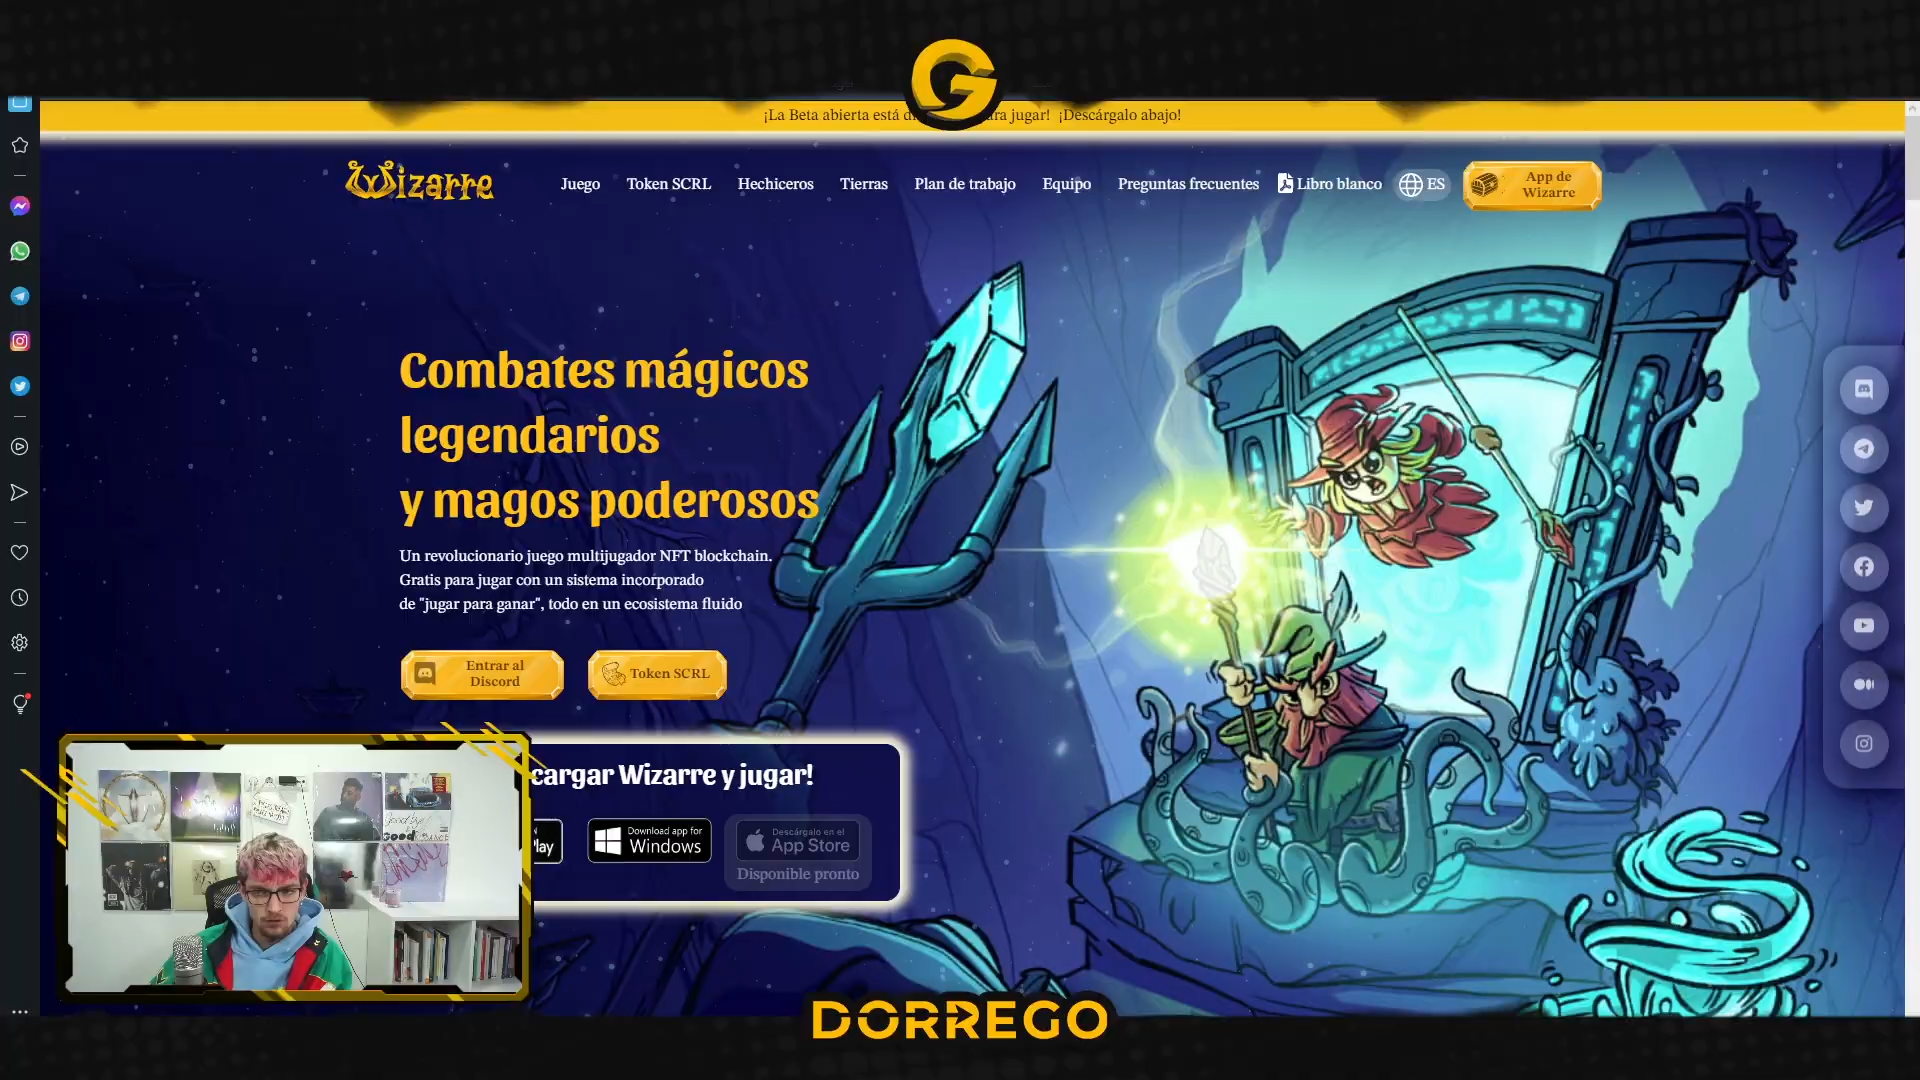 ¡La Beta abierta está d ra jugar! ¡Descárgalo abajo!
Wizarre
Juego
Token SCRL
Hechiceros
Tierras
Plan de trabajo
Equipo
Preguntas frecuentes
Libro blanco
ES
App de
Wizarre
Combates mágicos
legendarios
y magos poderosos
Un revolucionario juego multijugador NFT blockchain.
Gratis para jugar con un sistema incorporado
de "jugar para ganar", todo en un ecosistema fluido
Entrar al
Discord
Token SCRL
cargar Wizarre y jugar!
Play
Download app for
Windows
Descárgalo en el
App Store
Disponible pronto
DORREGO